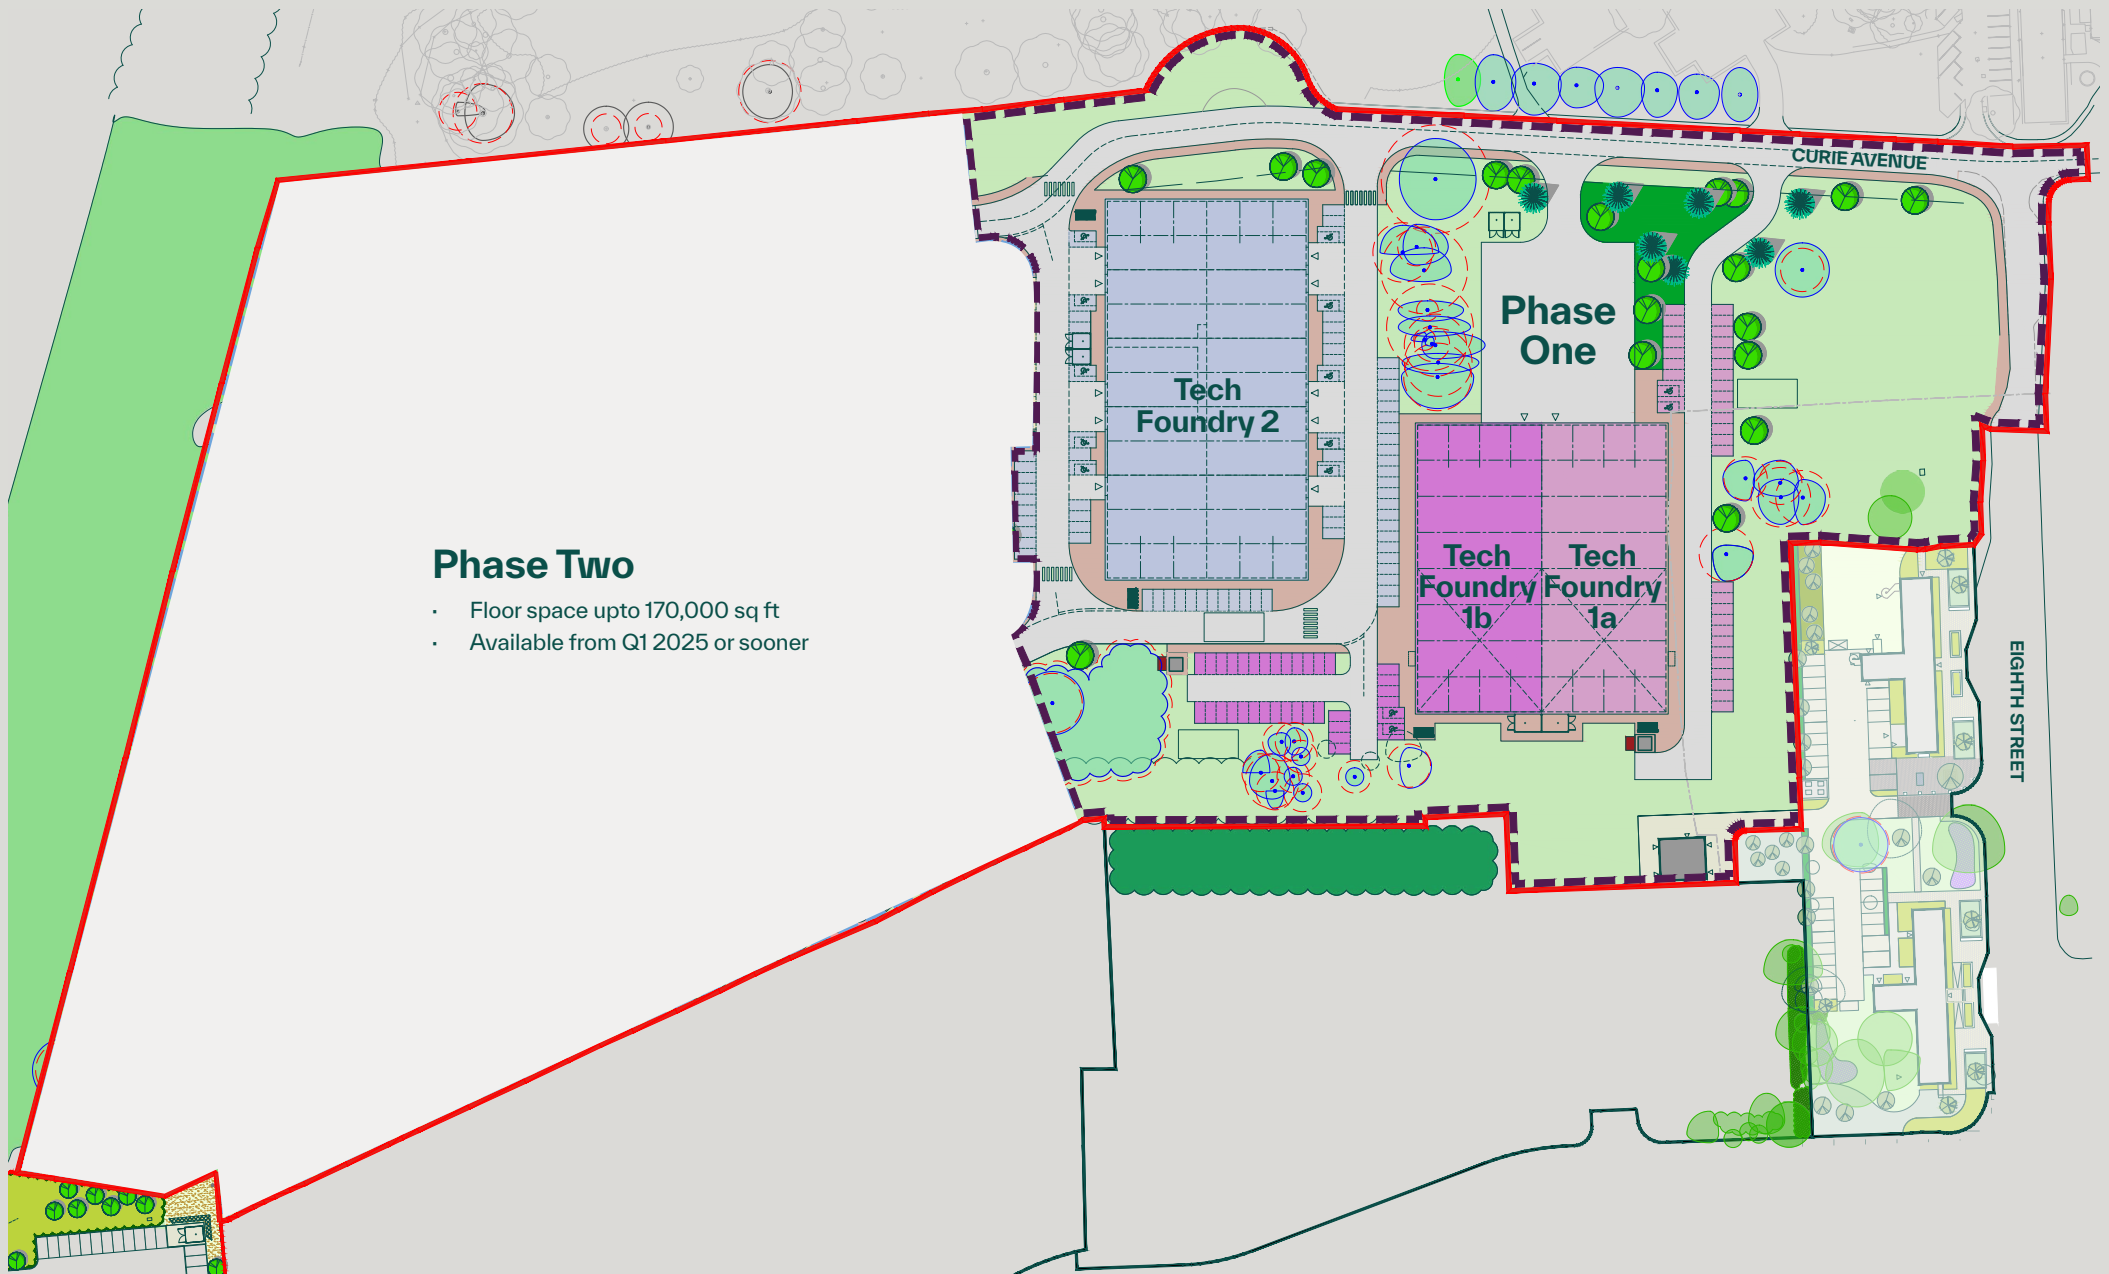 CURIE AVENUE
Phase
One
Tech
Foundry 2
Tech
Foundry
1b
Tech
Foundry
1a
Phase Two
· Floor space upto 170,000 sq ft
· Available from Q1 2025 or sooner
EIGHTH STREET